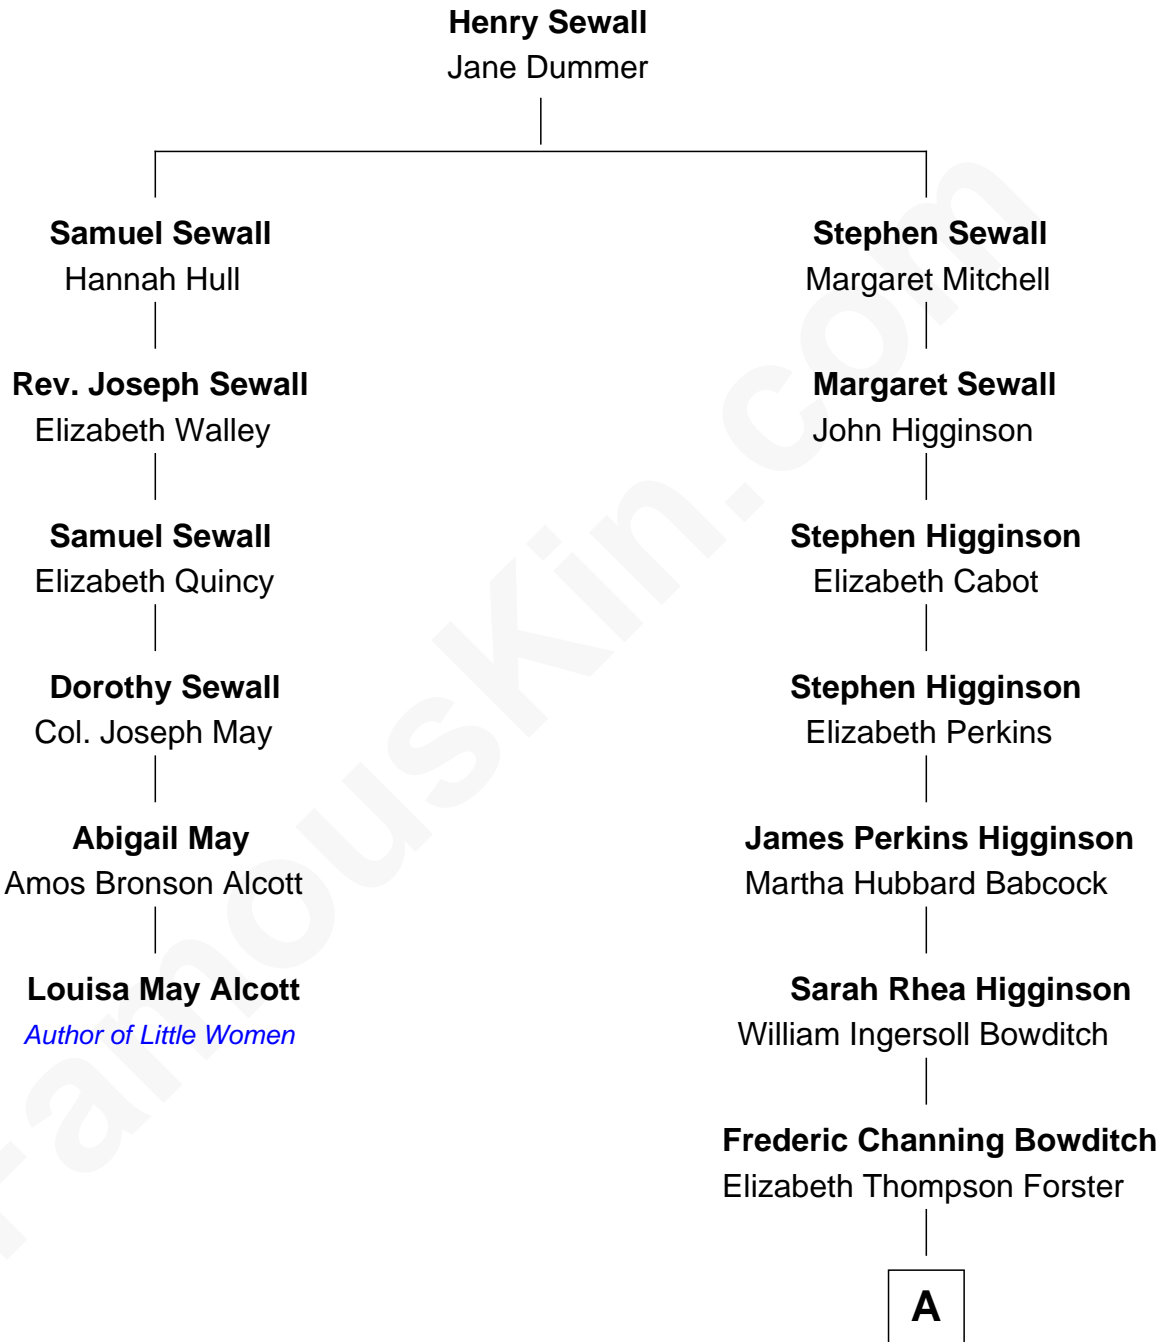 Henry Sewall
Jane Dummer
Samuel Sewall
Hannah Hull
Stephen Sewall
Margaret Mitchell
Rev. Joseph Sewall
Elizabeth Walley
Margaret Sewall
John Higginson
Samuel Sewall
Elizabeth Quincy
Stephen Higginson
Elizabeth Cabot
Dorothy Sewall
Col. Joseph May
Stephen Higginson
Elizabeth Perkins
Abigail May
Amos Bronson Alcott
James Perkins Higginson
Martha Hubbard Babcock
Louisa May Alcott
Author of Little Women
Sarah Rhea Higginson
William Ingersoll Bowditch
Frederic Channing Bowditch
Elizabeth Thompson Forster
A
FamousKin.com